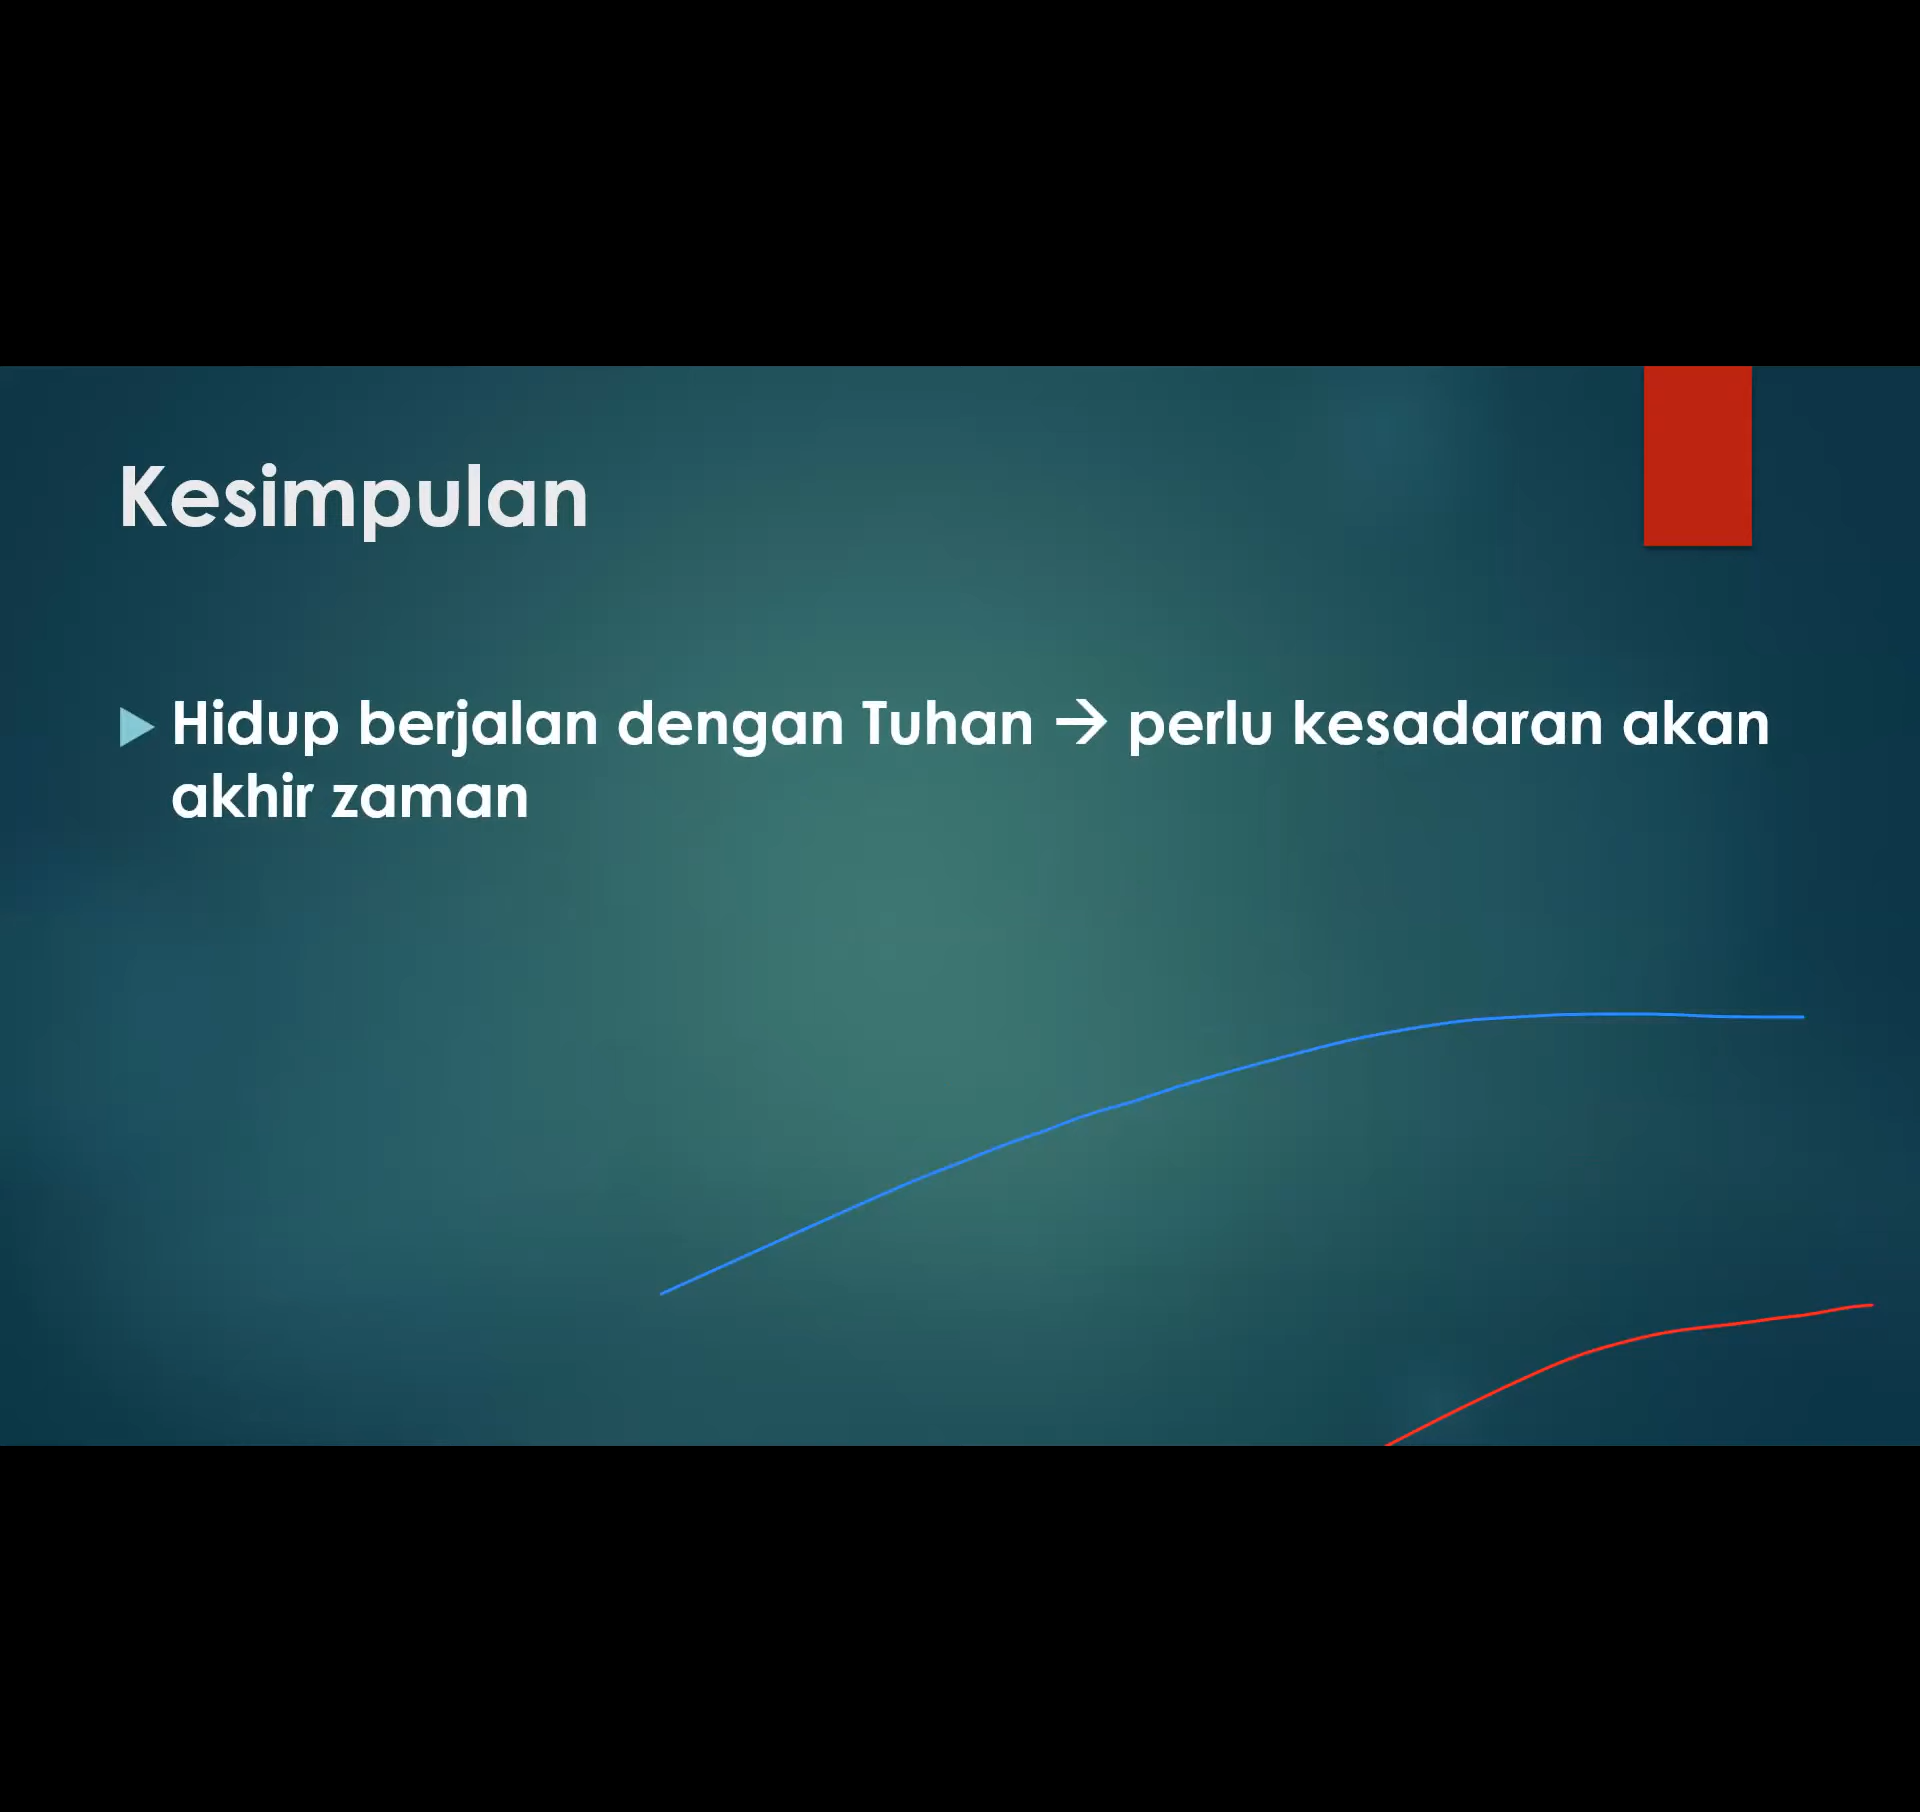 Kesimpulan
Hidup berjalan dengan Tuhan → perlu kesadaran akan
akhir zaman